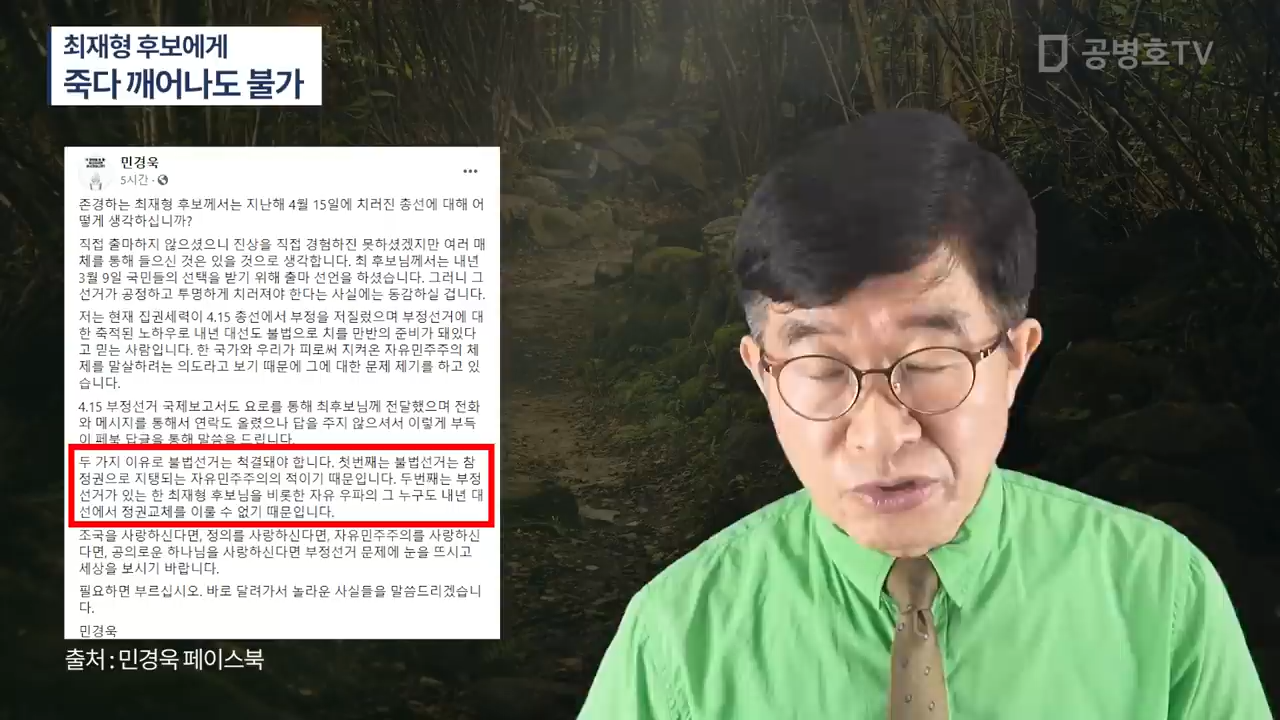 최재형 후보에게
죽다 깨어나도 불가
공병호TV
민경욱
5시간 ·
존경하는 최재형 후보께서는 지난해 4월 15일에 치러진 총선에 대해 어
떻게 생각하십니까?
직접 출마하지 않으셨으니 진상을 직접 경험하진 못하셨겠지만 여러 매
체를 통해 들으신 것은 있을 것으로 생각합니다. 최 후보님께서는 내년
3월 9일 국민들의 선택을 받기 위해 출마 선언을 하셨습니다. 그러니 그
선거가 공정하고 투명하게 치러져야 한다는 사실에는 동감하실 겁니다.
저는 현재 집권세력이 4.15 총선에서 부정을 저질렀으며 부정선거에 대
한 축적된 노하우로 내년 대선도 불법으로 치를 만반의 준비가 돼있다
고 믿는 사람입니다. 한 국가와 우리가 피로써 지켜온 자유민주주의 체
제를 말살하려는 의도라고 보기 때문에 그에 대한 문제 제기를 하고 있
습니다.
4.15 부정선거 국제보고서도 요로를 통해 최후보님께 전달했으며 전화
와 메시지를 통해서 연락도 올렸으나 답을 주지 않으셔서 이렇게 부득
이 페북 답글을 통해 말씀을 드립니다.
두 가지 이유로 불법선거는 척결돼야 합니다. 첫번째는 불법선거는 참
정권으로 지탱되는 자유민주주의의 적이기 때문입니다. 두번째는 부정
선거가 있는 한 최재형 후보님을 비롯한 자유 우파의 그 누구도 내년 대
선에서 정권교체를 이룰 수 없기 때문입니다.
조국을 사랑하신다면, 정의를 사랑하신다면, 자유민주주의를 사랑하신
다면, 공의로운 하나님을 사랑하신다면 부정선거 문제에 눈을 뜨시고
세상을 보시기 바랍니다.
필요하면 부르십시오. 바로 달려가서 놀라운 사실들을 말씀드리겠습니
다.
민경욱
출처 : 민경욱 페이스북